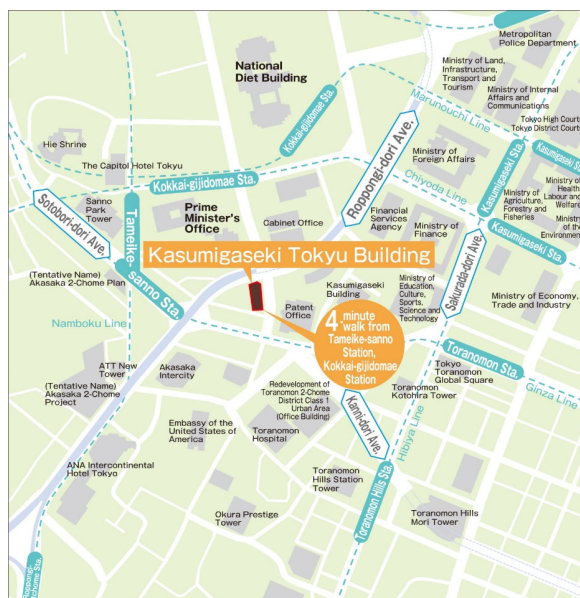 Metropolitan
Police Department
National
Diet Building
Ministry of Land,
Infrastructure,
Transport and
Tourism
Ministry of Internal
Affairs and
Communications
Tokyo High Court
Tokyo District Court
Kokkai-gijidomae Sta.
Marunouchi Line
Hie Shrine
The Capitol Hotel Tokyu
Kokkai-gijidomae Sta.
Roppongi-dori Ave.
Ministry of
Foreign Affairs
Kasumigaseki Sta.
Kasumigaseki Sta.
Chiyoda Line
Sotobori-dori Ave.
Sanno
Park
Tower
Tameike-
sanno Sta.
Prime
Minister's
Office
Cabinet Office
Financial
Services
Agency
Ministry of
Finance
Ministry of
Agriculture,
Forestry and
Fisheries
Ministry of
Health,
Labour and
Welfare
Ministry
of the
Environment
Kasumigaseki Sta.
Kasumigaseki Tokyu Building
(Tentative Name)
Akasaka 2-Chome Plan
Kasumigaseki
Building
Patent
Office
Ministry of
Education,
Culture,
Sports,
Science and
Technology
Sakurada-dori Ave.
Ministry of Economy,
Trade and Industry
Namboku Line
4 minute
walk from
Tameike-sanno
Station,
Kokkai-gijidomae
Station
ATT New
Tower
(Tentative Name)
Akasaka 2-Chome
Project
Akasaka
Intercity
Tokyo
Toranomon
Global Square
Toranomon Sta.
Ginza Line
Redevelopment of
Toranomon 2-Chome
District Class 1
Urban Area
(Office Building)
Toranomon
Kotohira Tower
Kanni-dori Ave.
Hibiya Line
Embassy of the
United States of
America
Toranomon
Hospital
ANA Intercontinental
Hotel Tokyo
Toranomon
Hills Station
Tower
Toranomon Hills Sta.
Okura Prestige
Tower
Toranomon Hills
Mori Tower
Roppongi-